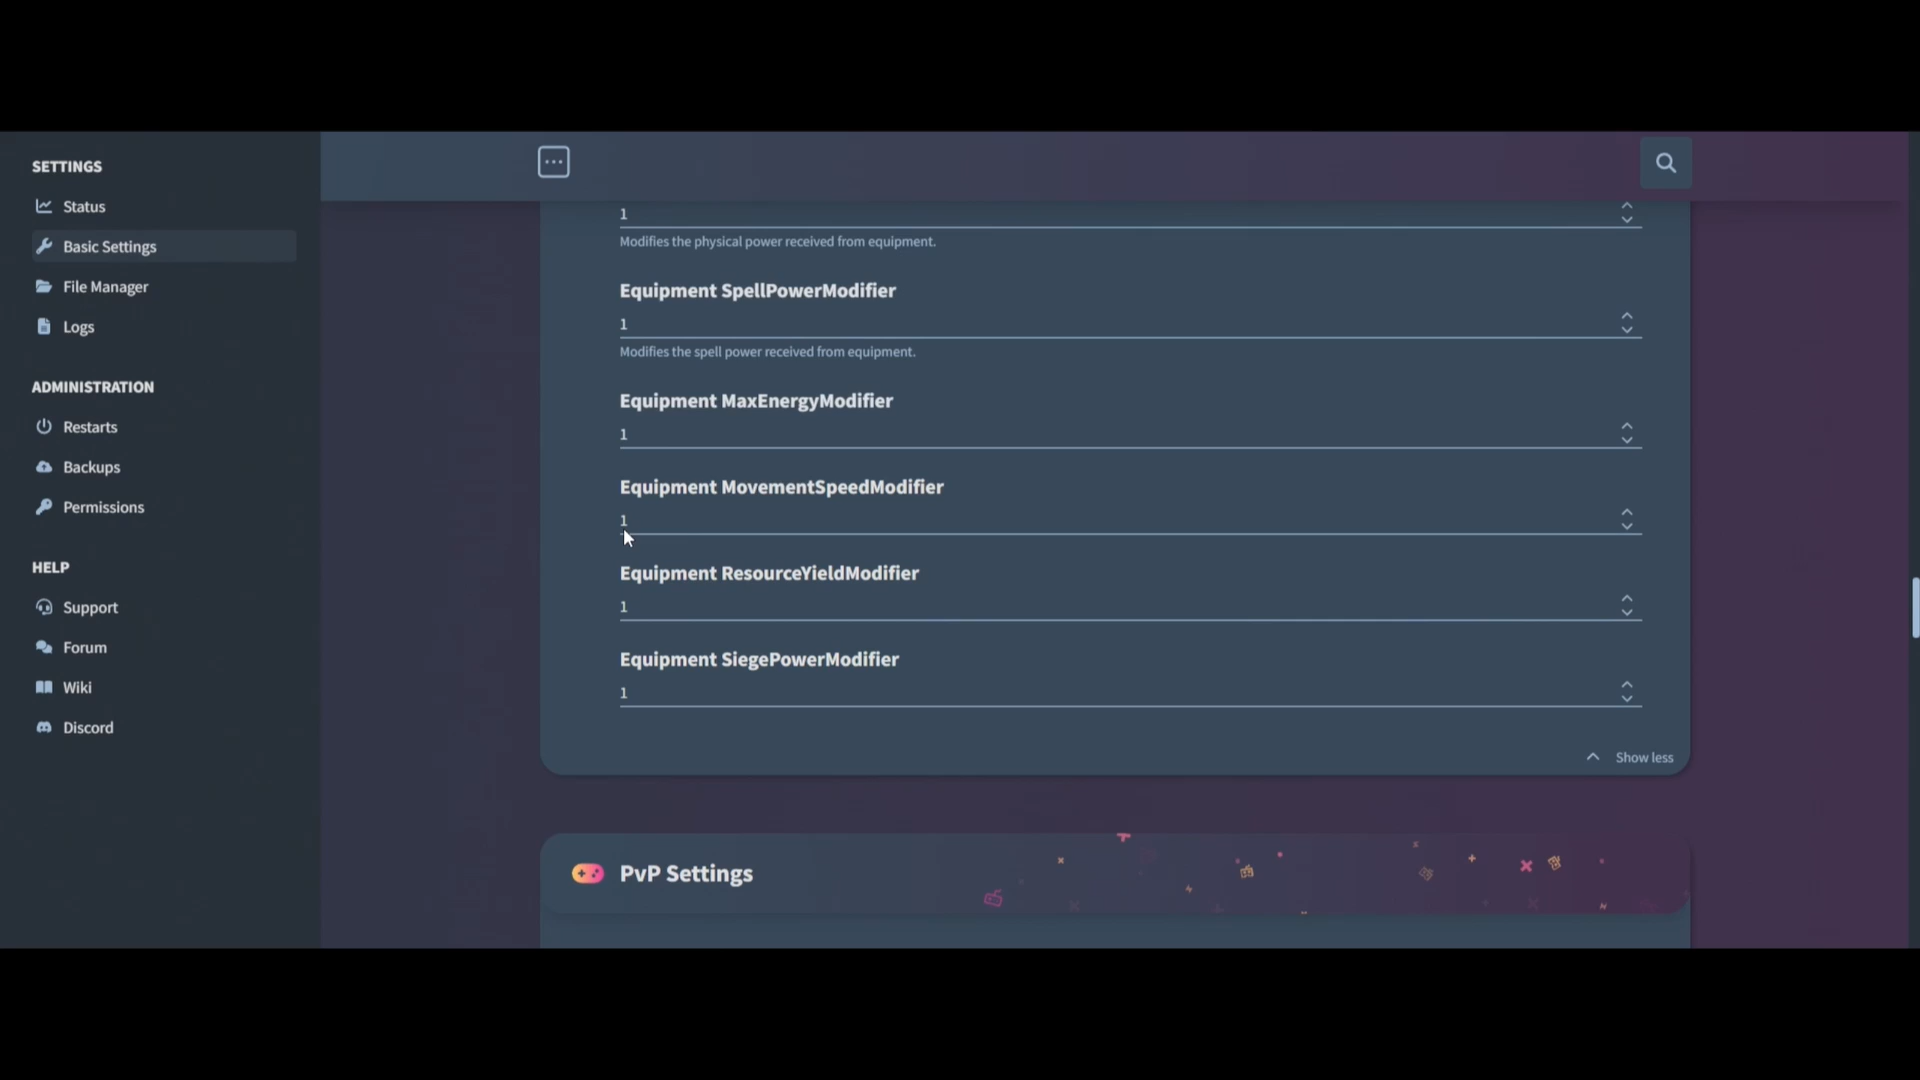 SETTINGS
Status
Basic Settings
File Manager
Logs
ADMINISTRATION
Restarts
Backups
Permissions
HELP
Support
Forum
Wiki
Discord
1
Modifies the physical power received from equipment.
Equipment SpellPowerModifier
1
Modifies the spell power received from equipment.
Equipment MaxEnergyModifier
1
Equipment MovementSpeedModifier
1
Equipment ResourceYieldModifier
1
Equipment SiegePowerModifier
1
Show less
PvP Settings